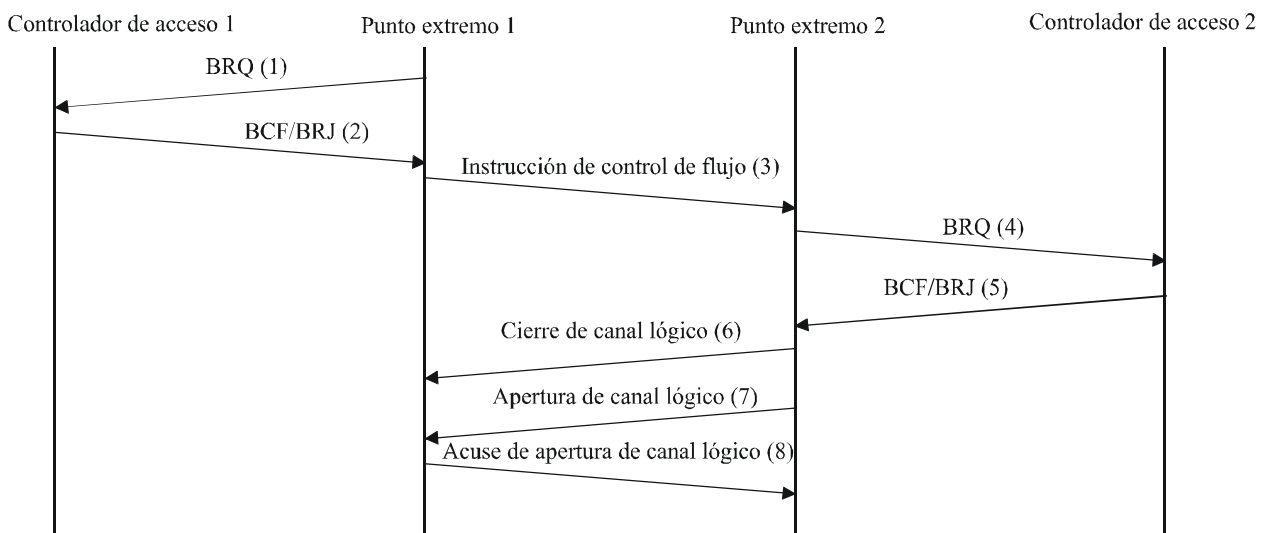 Controlador de acceso 1
Punto extremo 1
Punto extremo 2
Controlador de acceso 2
BRQ (1)
BCF/BRJ (2)
Instrucción de control de flujo (3)
BRQ (4)
BCF/BRJ (5)
Cierre de canal lógico (6)
Apertura de canal lógico (7)
Acuse de apertura de canal lógico (8)